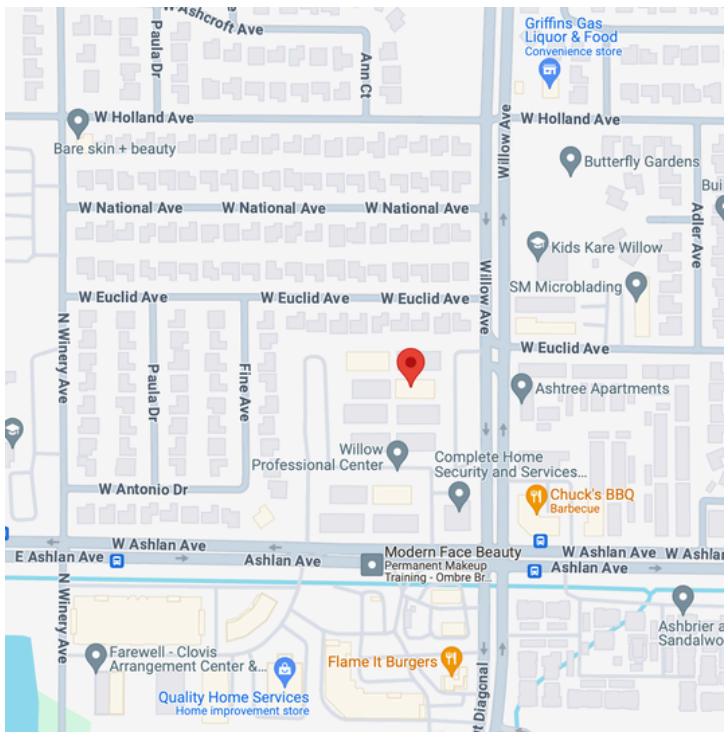 W Ashcroft Ave
Griffins Gas
Liquor & Food
Convenience store
Paula Dr
Ann Ct
Willow Ave
W Holland Ave
W Holland Ave
Bare skin + beauty
Butterfly Gardens
Bui
W National Ave
W National Ave
W National Ave
Adler Ave
Kids Kare Willow
Willow Ave
SM Microblading
W Euclid Ave
W Euclid Ave
W Euclid Ave
N Winery Ave
W Euclid Ave
Paula Dr
Fine Ave
Ashtree Apartments
Willow
Professional Center
Complete Home
Security and Services...
W Antonio Dr
Chuck's BBQ
Barbecue
W Ashlan Ave
E Ashlan Ave
Ashlan Ave
Modern Face Beauty
Permanent Makeup
Training - Ombre Br...
W Ashlan Ave
W Ashlan
Ashlan Ave
N Winery Ave
Ashbrier a
Sandalwo
Farewell - Clovis
Arrangement Center &...
Flame It Burgers
Quality Home Services
Home improvement store
Diagonal